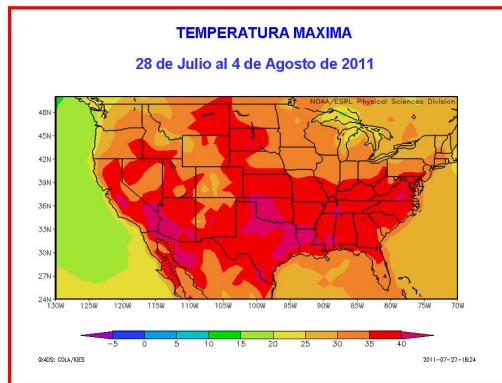 TEMPERATURA MAXIMA
28 de Julio al 4 de Agosto de 2011
NOAA/ESRL Physical Sciences Division
48N
45N
42N
39N
36N
33N
30N
27N
24N
130W 125W 120W 115W 110W 105W 100W 95W 90W 85W 80W 75W 70W
-5 0 5 10 15 20 25 30 35 40
GrADS: COLA/IGES 2011-07-27-18:24